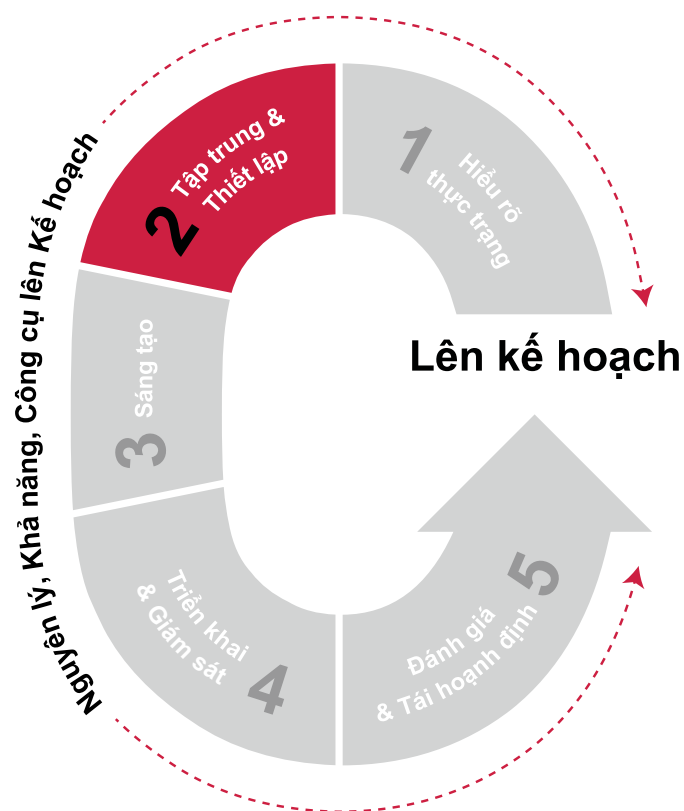 1
Hiểu rõ
thực trạng
2
Tập trung &
Thiết lập
3
Sáng tạo
4
Triển khai
& Giám sát
5
Đánh giá
& Tái hoạnh định
Lên kế hoạch
Nguyên lý, Khả năng, Công cụ lên Kế hoạch